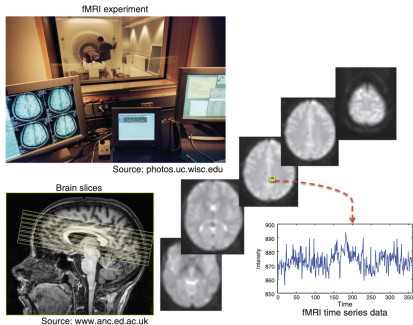 fMRI experiment
Source: photos.uc.wisc.edu
Brain slices
Source: www.anc.ed.ac.uk
900
890
880
870
860
850
Intensity
0
50
100
150
200
250
300
350
Time
fMRI time series data